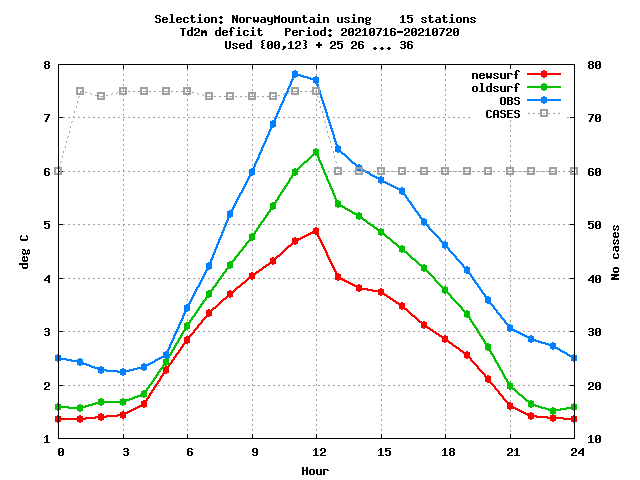 Selection: NorwayMountain using    15 stations
Td2m deficit   Period: 20210716-20210720
Used {00,12} + 25 26 ... 36
newsurf
oldsurf
OBS
CASES
8
7
6
5
4
3
2
1
80
70
60
50
40
30
20
10
deg C
No cases
0 3 6 9 12 15 18 21 24
Hour